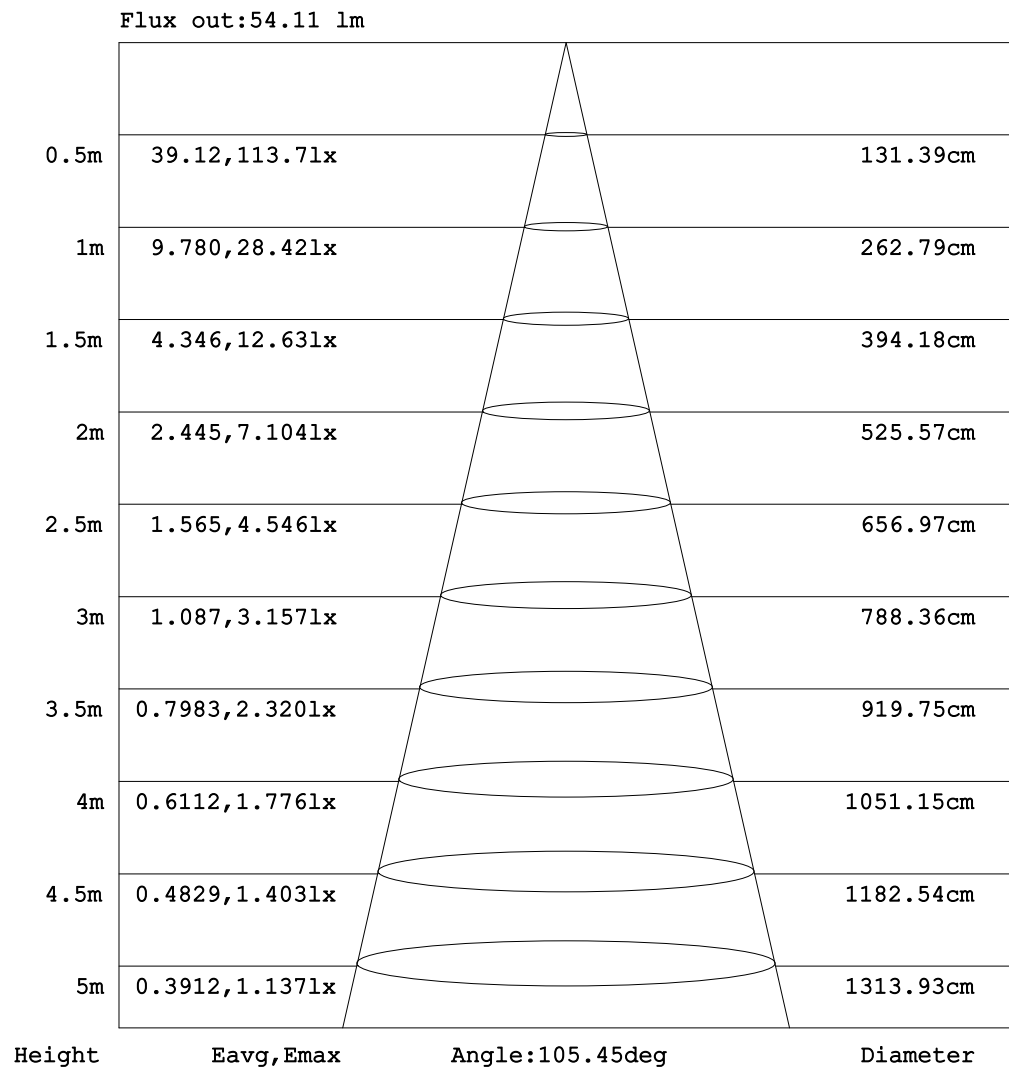 Flux out:54.11 lm
0.5m 39.12,113.7lx 131.39cm
1m 9.780,28.42lx 262.79cm
1.5m 4.346,12.63lx 394.18cm
2m 2.445,7.104lx 525.57cm
2.5m 1.565,4.546lx 656.97cm
3m 1.087,3.157lx 788.36cm
3.5m 0.7983,2.320lx 919.75cm
4m 0.6112,1.776lx 1051.15cm
4.5m 0.4829,1.403lx 1182.54cm
5m 0.3912,1.137lx 1313.93cm
Height Eavg,Emax Angle:105.45deg Diameter